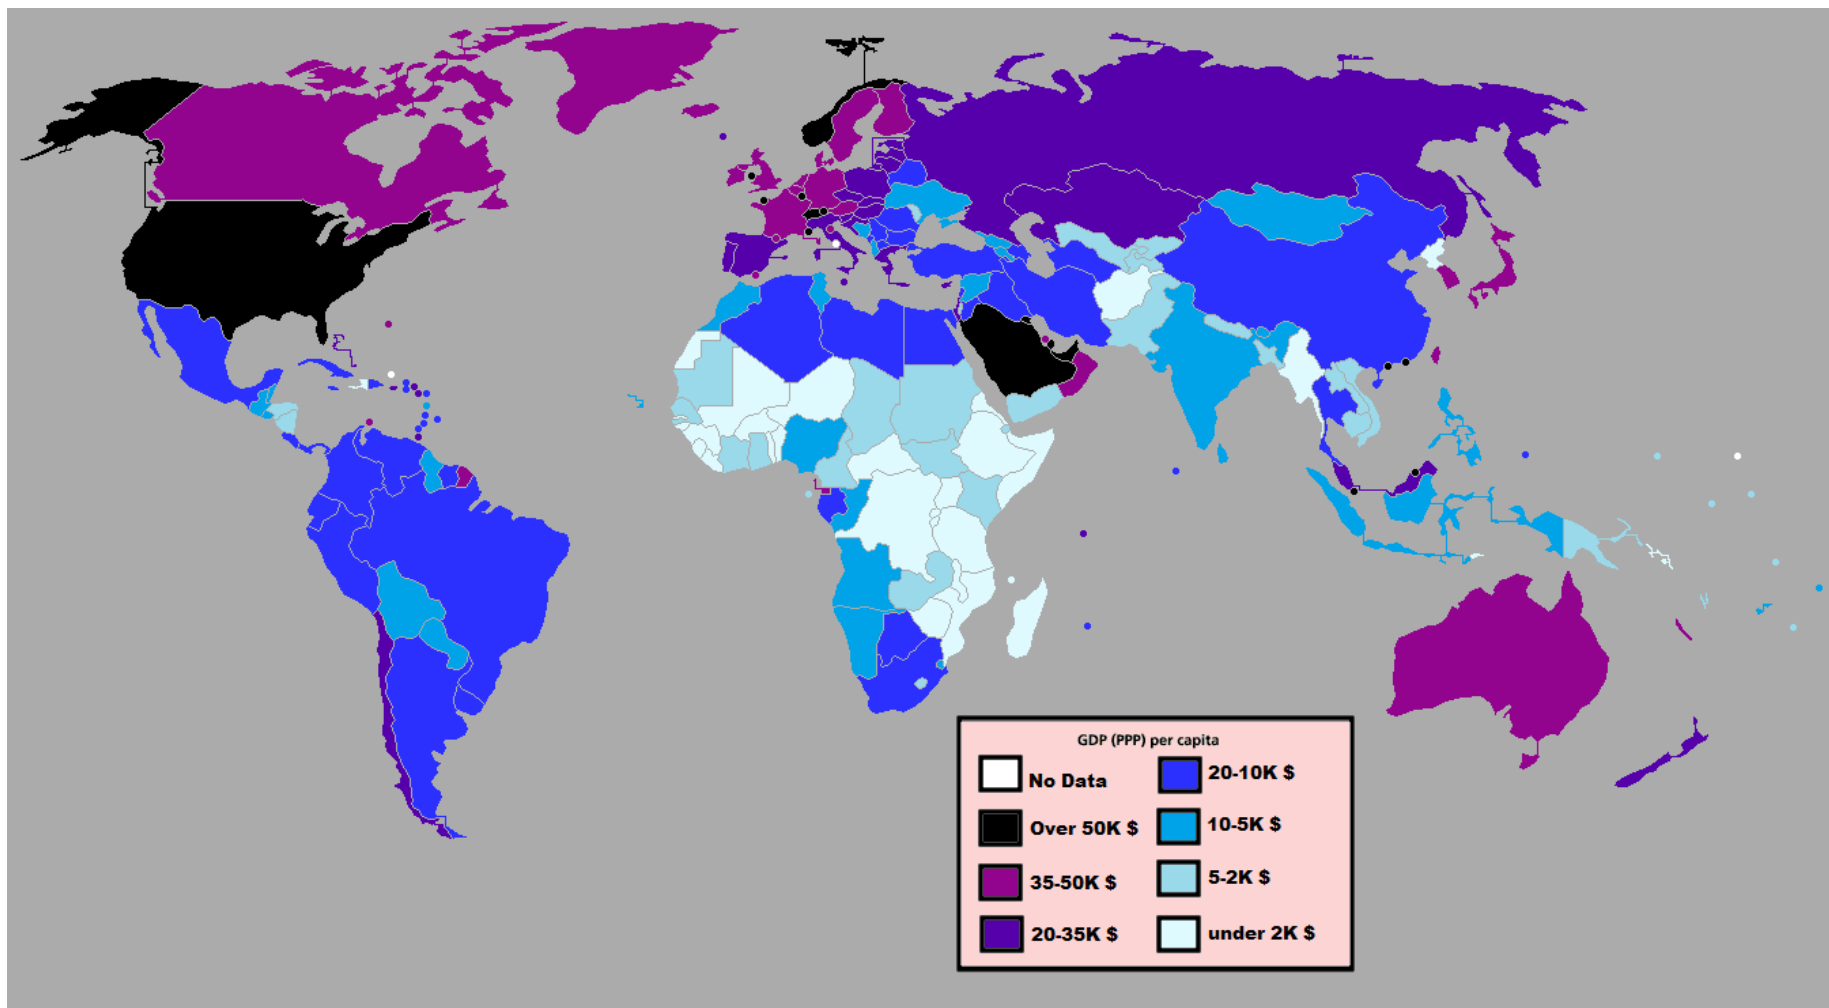 GDP (PPP) per capita
No Data
Over 50K $
35-50K $
20-35K $
20-10K $
10-5K $
5-2K $
under 2K $